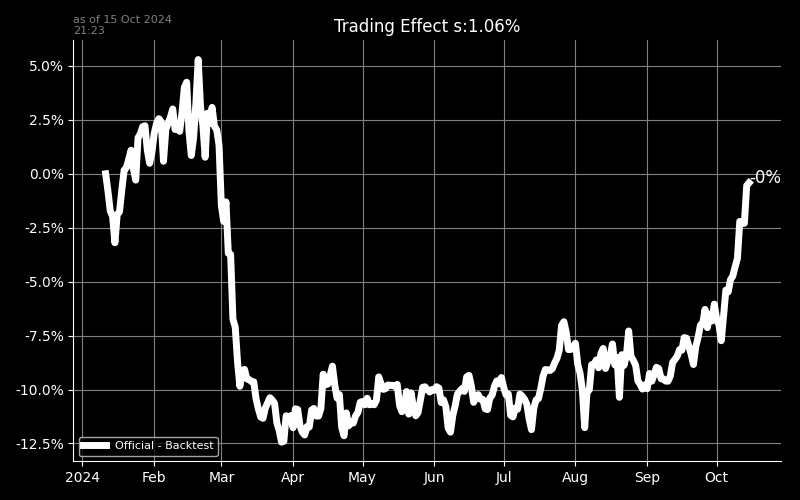 as of 15 Oct 2024
21:23
Trading Effect s:1.06%
5.0%
2.5%
0.0%
-2.5%
-5.0%
-7.5%
-10.0%
-12.5%
-0%
Official - Backtest
2024 Feb Mar Apr May Jun Jul Aug Sep Oct